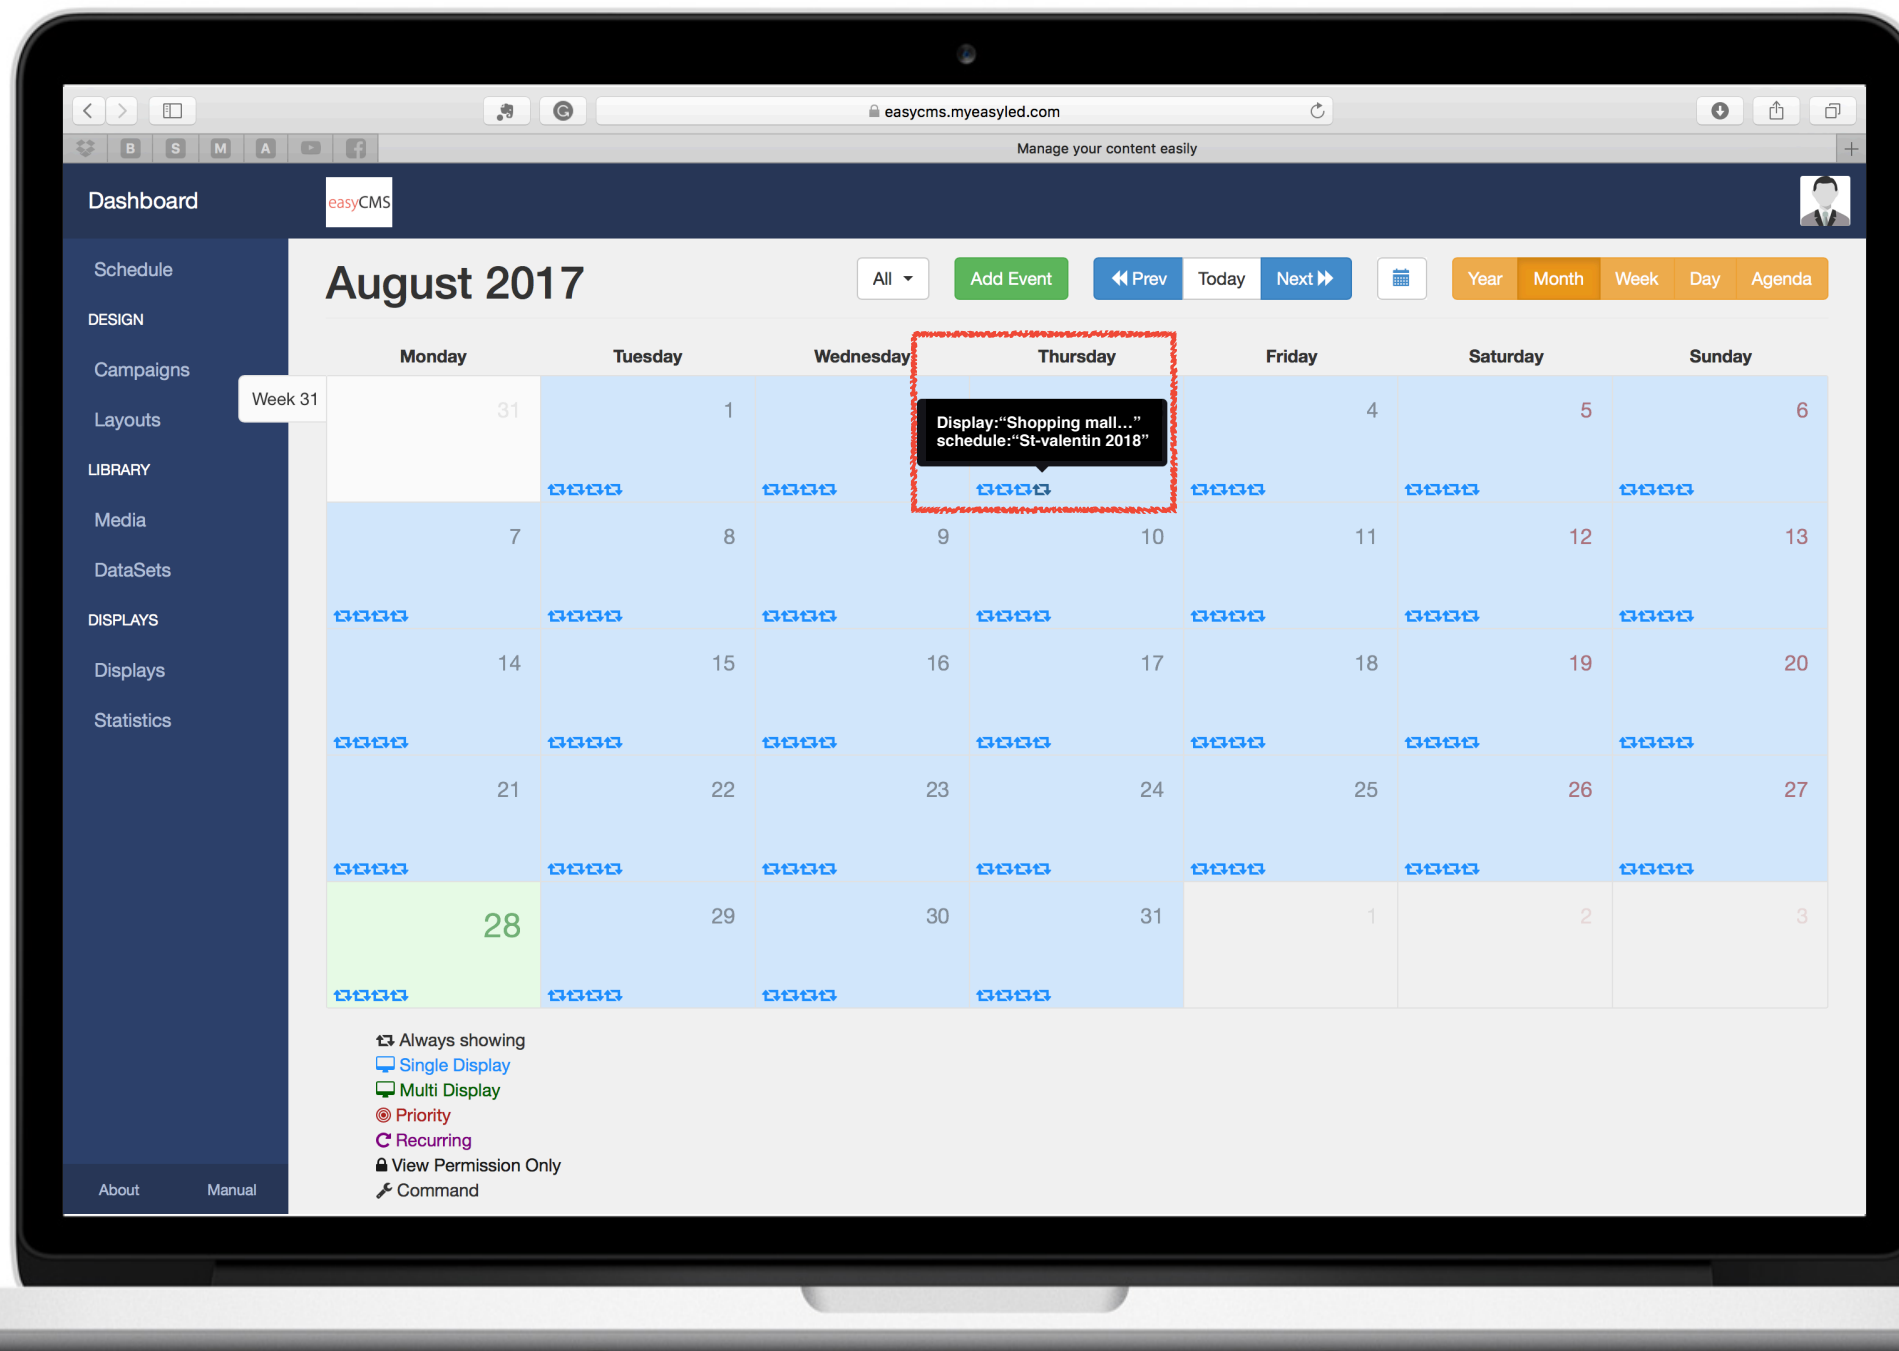 easycms.myeasyled.com
B S M A
Manage your content easily
Dashboard
easyCMS
Schedule
DESIGN
Campaigns
Layouts
LIBRARY
Media
DataSets
DISPLAYS
Displays
Statistics
About Manual
August 2017
All Add Event Prev Today Next Year Month Week Day Agenda
Monday Tuesday Wednesday Thursday Friday Saturday Sunday
Week 31
31 1 4 5 6
Display:“Shopping mall...”
schedule:“St-valentin 2018”
7 8 9 10 11 12 13
14 15 16 17 18 19 20
21 22 23 24 25 26 27
28 29 30 31 1 2 3
Always showing
Single Display
Multi Display
Priority
Recurring
View Permission Only
Command